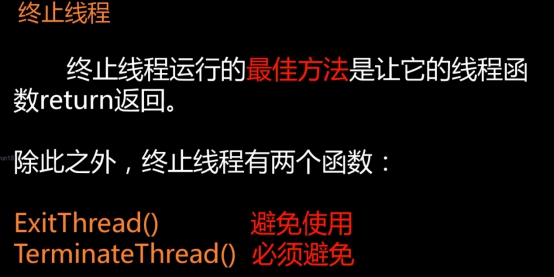 终止线程
终止线程运行的最佳方法是让它的线程函
数return返回。
除此之外，终止线程有两个函数：
ExitThread() 避免使用
TerminateThread() 必须避免